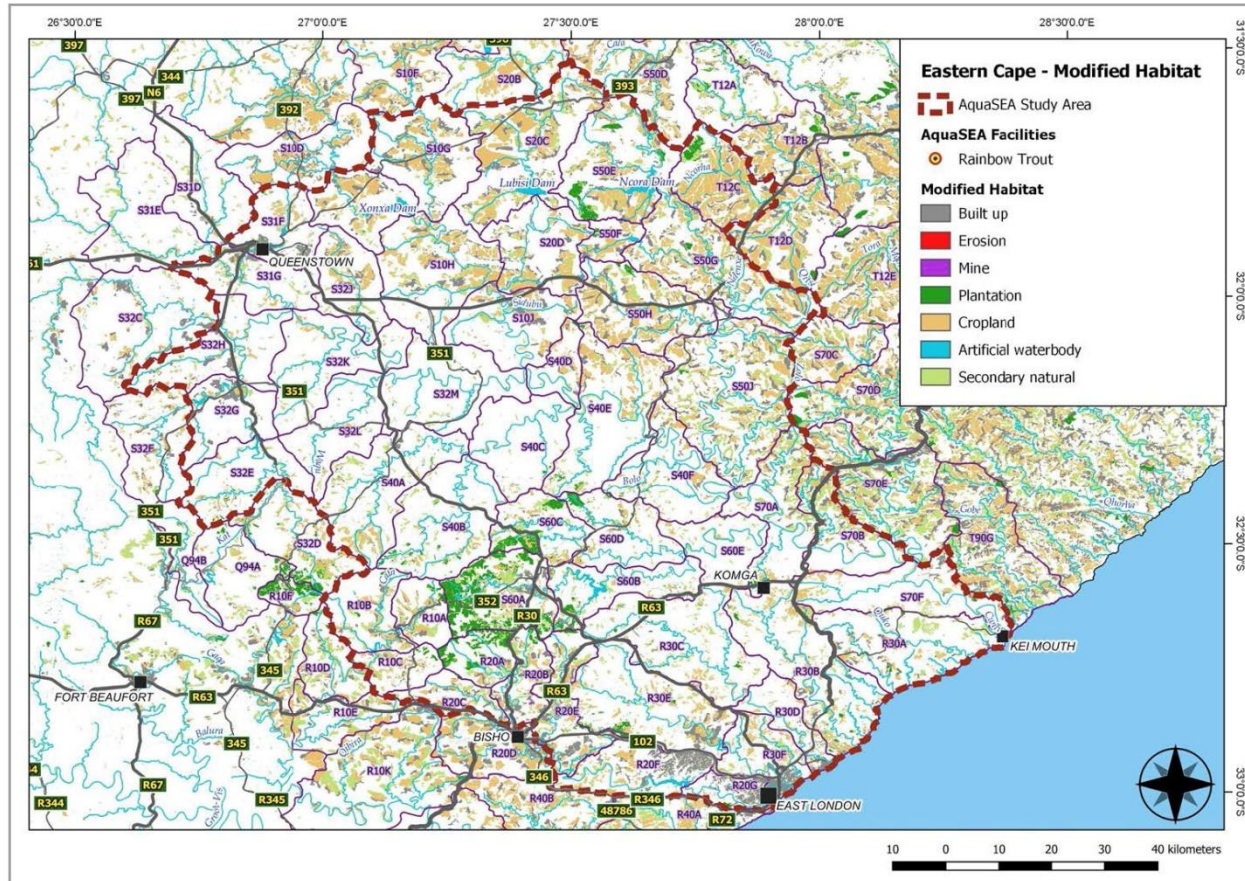 26°30'0.0"E 27°0'0.0"E 27°30'0.0"E 28°0'0.0"E 28°30'0.0"E
Eastern Cape - Modified Habitat
AquaSEA Study Area
AquaSEA Facilities
Rainbow Trout
Modified Habitat
Built up
Erosion
Mine
Plantation
Cropland
Artificial waterbody
Secondary natural
31°30'0.0"S
32°0'0.0"S
32°30'0.0"S
33°0'0.0"S
397
344
N6
397
392
393
S10F
S20B
S50D
T12A
S10D
S10G
S20C
T12B
S31D
S50E
Ncora Dam
Lubisi Dam
T12C
S31E
S31F
Xonxa Dam
QUEENSTOWN
S20D
S50F
T12D
S31G
S10H
S50G
T12E
S32J
S32C
S10J
S50H
S32H
351
S32K
S40D
S70C
351
S32M
S50J
S70D
S32G
S40E
S32L
S32F
S40C
S32E
S40F
S70E
S40A
Bolo
351
S70A
Gobe
Qhorha
351
S40B
S60C
S60D
S70B
T90G
S32D
Q94B
Q94A
S60E
KOMGA
R10F
R10B
S60B
352
S60A
S70F
R10A
R30
R63
R67
R30C
R30A
KEI MOUTH
345
R10D
R10C
R20A
R20B
R30B
FORT BEAUFORT
R63
R63
R30E
R10E
R20C
R20E
R30D
BISHO
Balura
345
R20D
102
R30F
R10K
346
R20F
R20G
EAST LONDON
R344
R67
R345
R40B
R346
48786
R72
R40A
10 0 10 20 30 40 kilometers